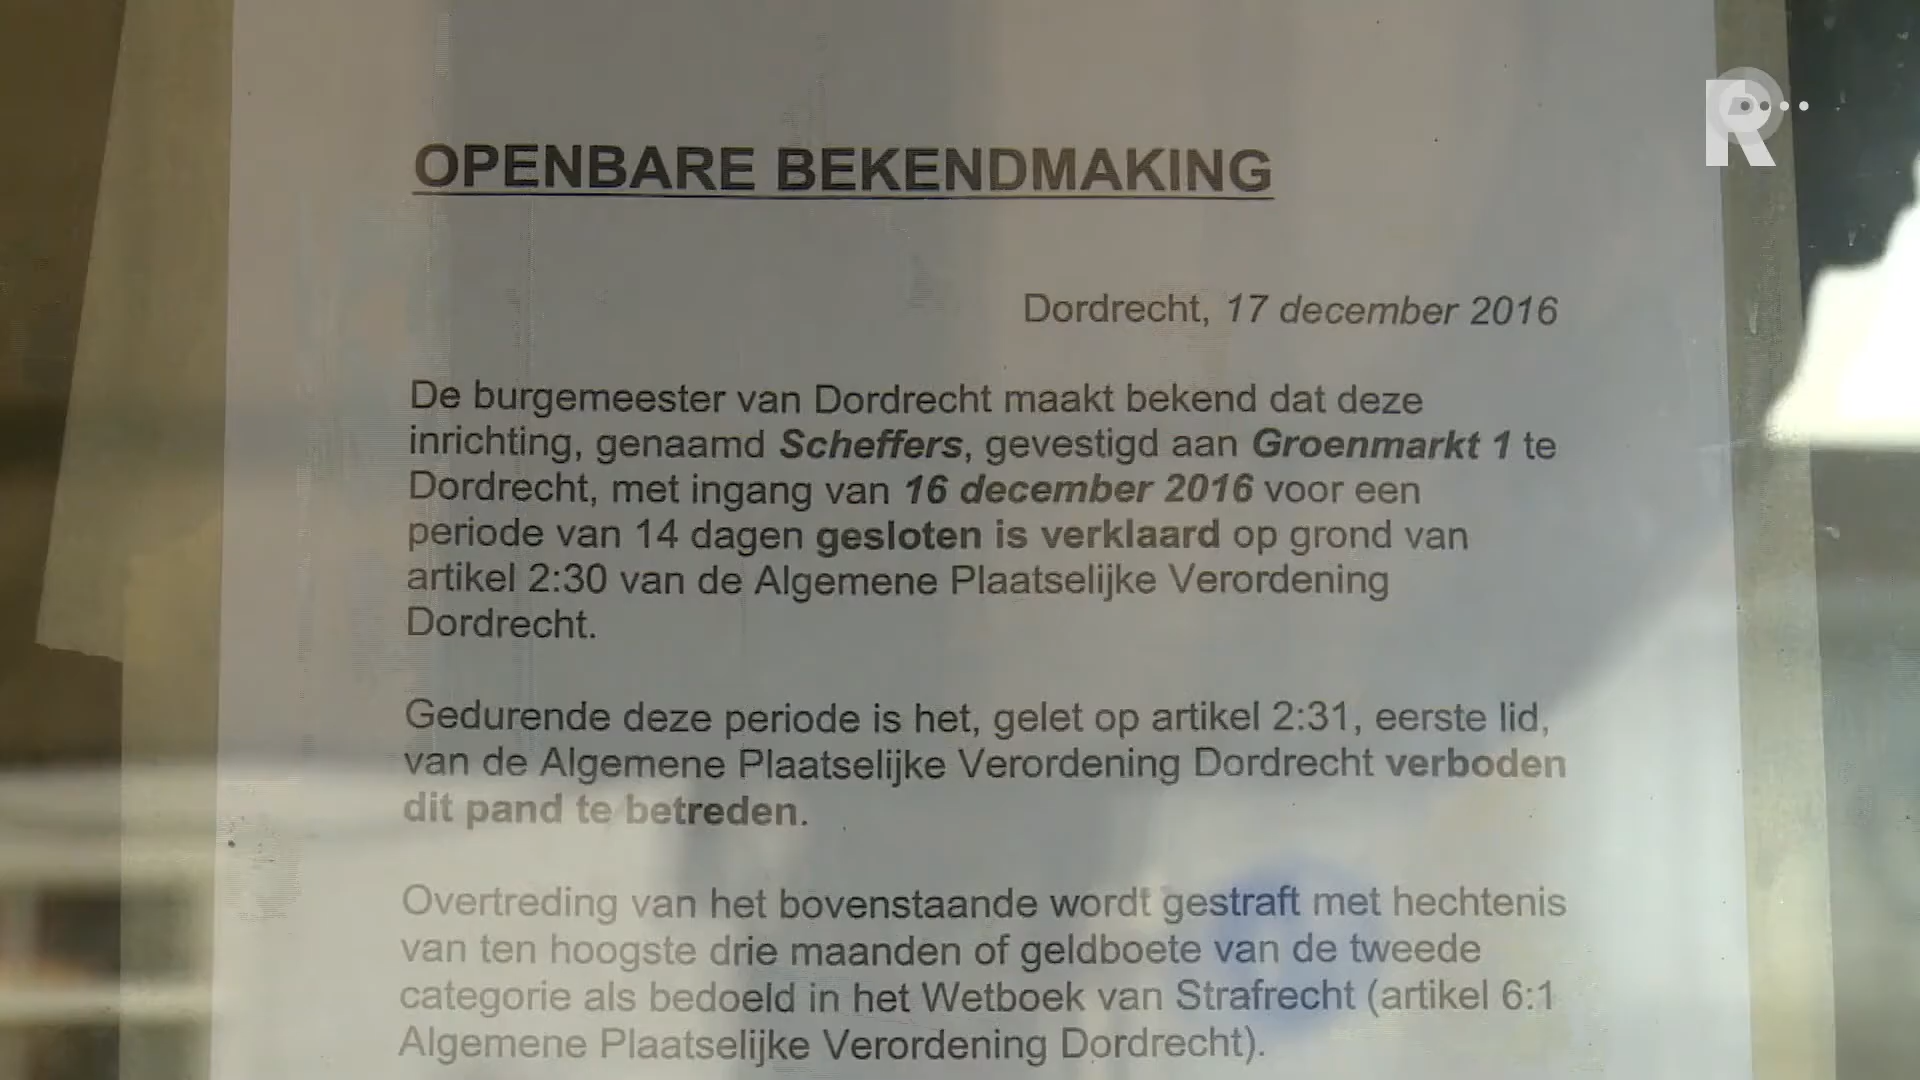 OPENBARE BEKENDMAKING
Dordrecht, 17 december 2016
De burgemeester van Dordrecht maakt bekend dat deze
inrichting, genaamd Scheffers, gevestigd aan Groenmarkt 1 te
Dordrecht, met ingang van 16 december 2016 voor een
periode van 14 dagen gesloten is verklaard op grond van
artikel 2:30 van de Algemene Plaatselijke Verordening
Dordrecht.
Gedurende deze periode is het, gelet op artikel 2:31, eerste lid,
van de Algemene Plaatselijke Verordening Dordrecht verboden
dit pand te betreden.
Overtreding van het bovenstaande wordt gestraft met hechtenis
van ten hoogste drie maanden of geldboete van de tweede
categorie als bedoeld in het Wetboek van Strafrecht (artikel 6:1
Algemene Plaatselijke Verordening Dordrecht).
R